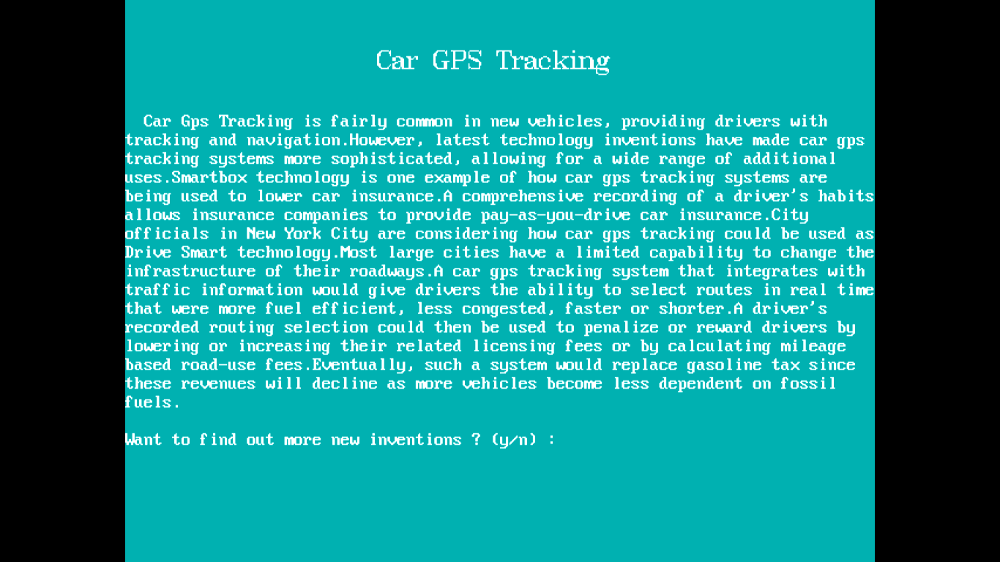 Car GPS Tracking
Car Gps Tracking is fairly common in new vehicles, providing drivers with
tracking and navigation.However, latest technology inventions have made car gps
tracking systems more sophisticated, allowing for a wide range of additional
uses.Smartbox technology is one example of how car gps tracking systems are
being used to lower car insurance.A comprehensive recording of a driver's habits
allows insurance companies to provide pay-as-you-drive car insurance.City
officials in New York City are considering how car gps tracking could be used as
Drive Smart technology.Most large cities have a limited capability to change the
infrastructure of their roadways.A car gps tracking system that integrates with
traffic information would give drivers the ability to select routes in real time
that were more fuel efficient, less congested, faster or shorter.A driver's
recorded routing selection could then be used to penalize or reward drivers by
lowering or increasing their related licensing fees or by calculating mileage
based road-use fees.Eventually, such a system would replace gasoline tax since
these revenues will decline as more vehicles become less dependent on fossil
fuels.
Want to find out more new inventions ? (y/n) :